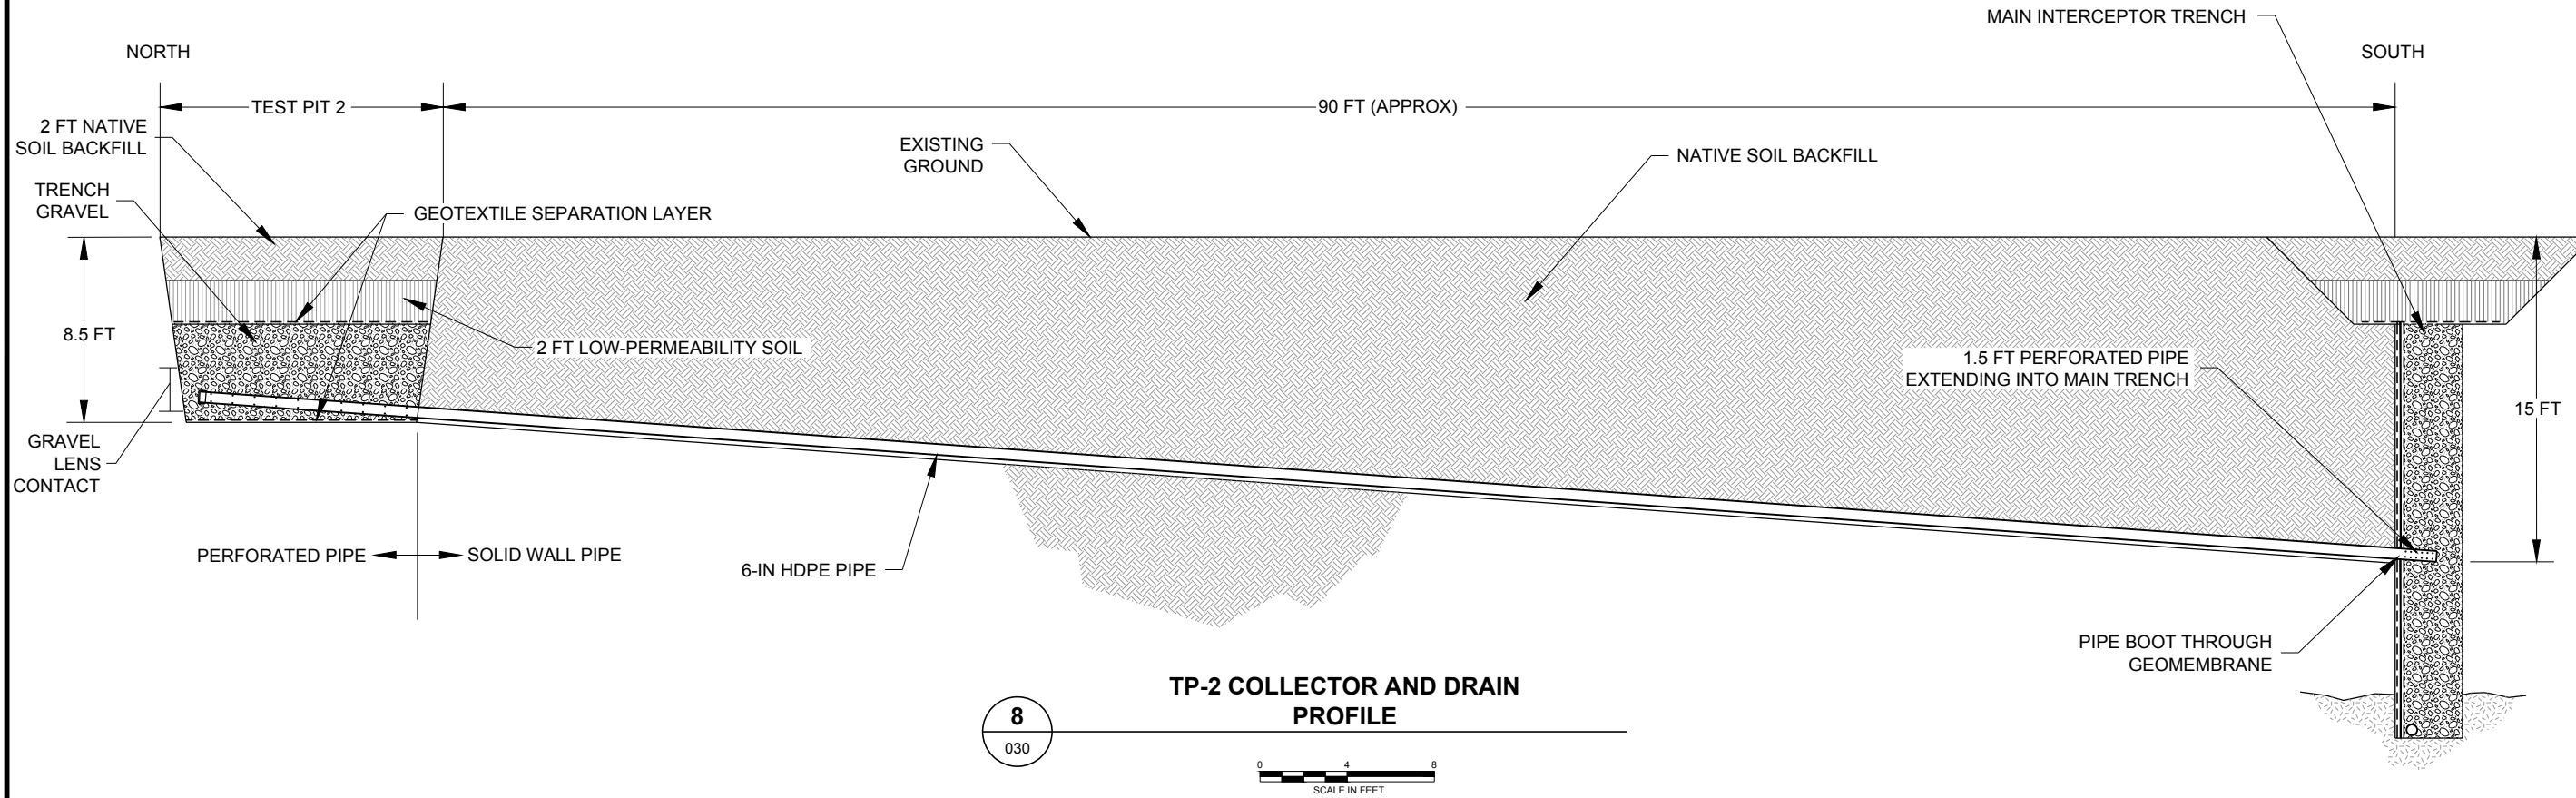 MAIN INTERCEPTOR TRENCH
NORTH
SOUTH
TEST PIT 2
90 FT (APPROX)
2 FT NATIVE
SOIL BACKFILL
EXISTING
GROUND
NATIVE SOIL BACKFILL
TRENCH
GRAVEL
GEOTEXTILE SEPARATION LAYER
8.5 FT
2 FT LOW-PERMEABILITY SOIL
1.5 FT PERFORATED PIPE
EXTENDING INTO MAIN TRENCH
15 FT
GRAVEL
LENS
CONTACT
PERFORATED PIPE
SOLID WALL PIPE
6-IN HDPE PIPE
PIPE BOOT THROUGH
GEOMEMBRANE
TP-2 COLLECTOR AND DRAIN
PROFILE
8
030
0 4 8
SCALE IN FEET